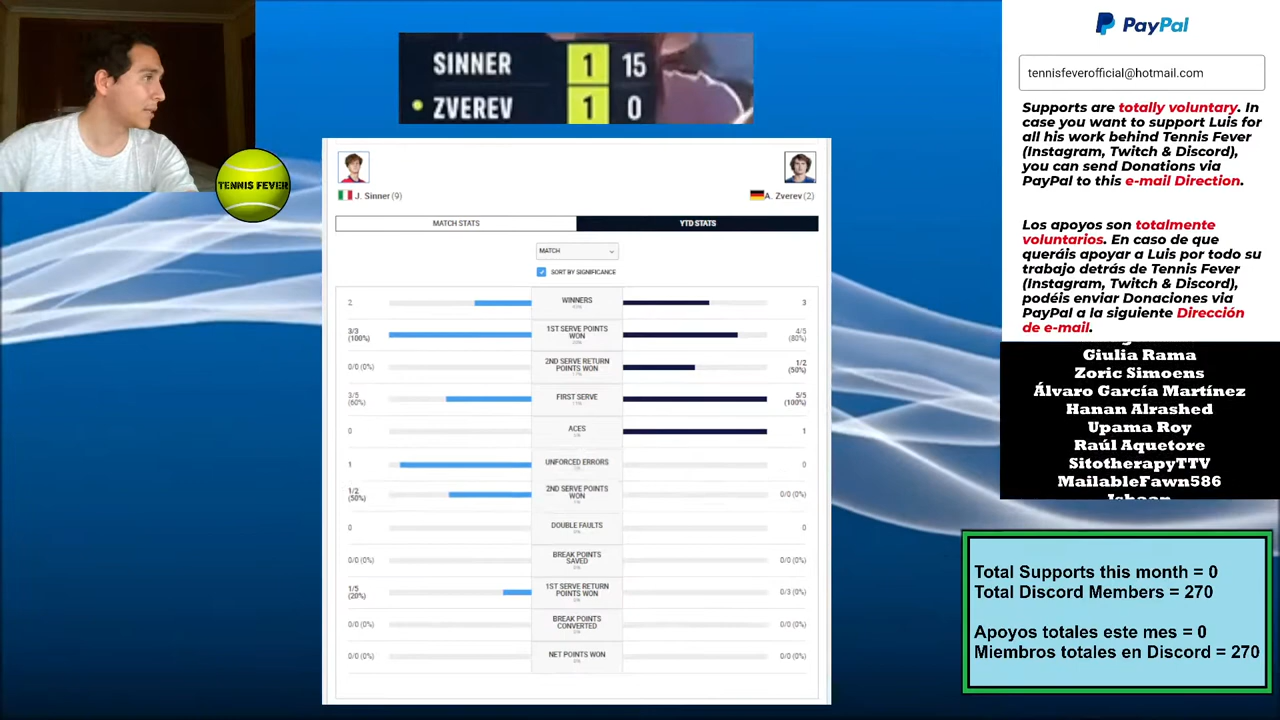 SINNER 1 15
ZVEREV 1 0
TENNIS FEVER
J. Sinner (9)
A. Zverev (2)
MATCH STATS
YTD STATS
MATCH
SORT BY SIGNIFICANCE
2 WINNERS 3
3/3 (100%) 1ST SERVE POINTS WON 4/5 (80%)
0/0 (0%) 2ND SERVE RETURN POINTS WON 1/2 (50%)
3/5 (60%) FIRST SERVE 5/5 (100%)
0 ACES 1
1 UNFORCED ERRORS 0
1/2 (50%) 2ND SERVE POINTS WON 0/0 (0%)
0 DOUBLE FAULTS 0
0/0 (0%) BREAK POINTS SAVED 0/0 (0%)
1/5 (20%) 1ST SERVE RETURN POINTS WON 0/3 (0%)
0/0 (0%) BREAK POINTS CONVERTED 0/0 (0%)
0/0 (0%) NET POINTS WON 0/0 (0%)
PayPal
tennisfeverofficial@hotmail.com
Supports are totally voluntary. In
case you want to support Luis for
all his work behind Tennis Fever
(Instagram, Twitch & Discord),
you can send Donations via
PayPal to this e-mail Direction.
Los apoyos son totalmente
voluntarios. En caso de que
queráis apoyar a Luis por todo su
trabajo detrás de Tennis Fever
(Instagram, Twitch & Discord),
podéis enviar Donaciones vía
PayPal a la siguiente Dirección
de e-mail.
Giulia Rama
Zoric Simoens
Álvaro García Martínez
Hanan Alrashed
Upama Roy
Raúl Aquetore
SitotherapyTTV
MailableFawn586
Total Supports this month = 0
Total Discord Members = 270
Apoyos totales este mes = 0
Miembros totales en Discord = 270